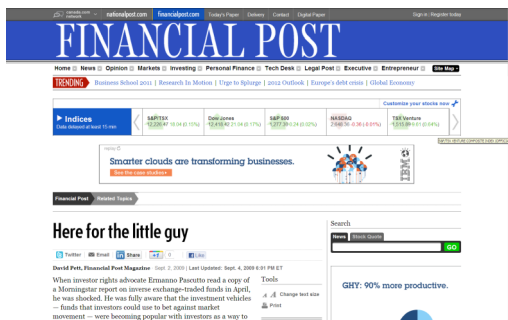 canada.com network nationalpost.com financialpost.com Today's Paper Delivery Contact Digital Paper Sign in | Register today
FINANCIAL POST
Home News Opinion Markets Investing Personal Finance Tech Desk Legal Post Executive Entrepreneur Site Map
TRENDING Business School 2011 | Research In Motion | Urge to Splurge | 2012 Outlook | Europe's debt crisis | Global Economy
Customize your stocks now
Indices
Data delayed at least 15 min
S&P/TSX Dow Jones S&P 500 NASDAQ TSX Venture
Smarter clouds are transforming businesses.
See the case studies
IBM
Financial Post Related Topics
Here for the little guy
Twitter Email Share +1 0 Like
David Pett, Financial Post Magazine Sept. 2, 2009 | Last Updated: Sept. 4, 2009 6:01 PM ET
When investor rights advocate Ermanno Pascutto read a copy of
a Morningstar report on inverse exchange-traded funds in April,
he was shocked. He was fully aware that the investment vehicles
— funds that investors could use to bet against market
movement — were becoming popular with investors as a way to
Tools
Change text size
Print
Search
News Stock Quote
GO
GHY: 90% more productive.